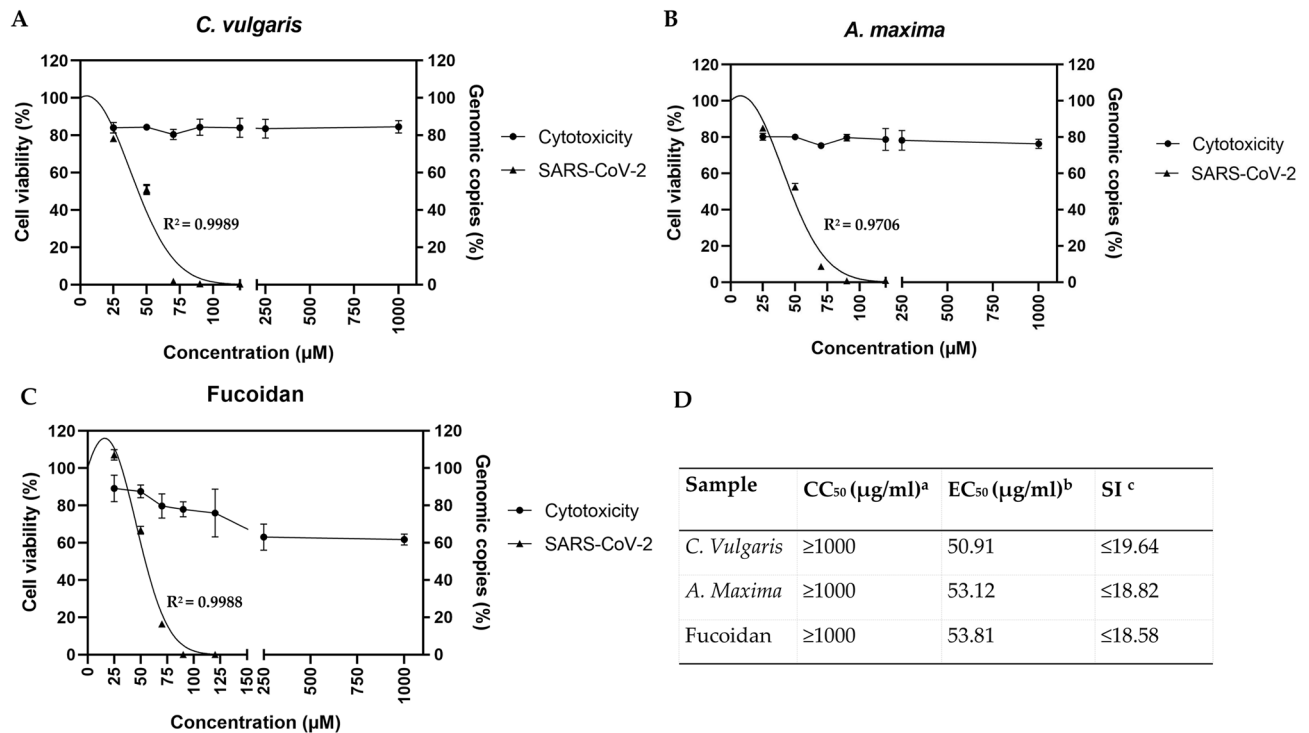 A
C. vulgaris
120
100
80
60
40
20
0
Cell viability (%)
120
100
80
60
40
20
0
Genomic copies (%)
R² = 0.9989
0
25
50
75
100
250
500
750
1000
Concentration (μM)
Cytotoxicity
SARS-CoV-2
B
A. maxima
120
100
80
60
40
20
0
Cell viability (%)
120
100
80
60
40
20
0
Genomic copies (%)
R² = 0.9706
0
25
50
75
100
250
500
750
1000
Concentration (μM)
Cytotoxicity
SARS-CoV-2
C
Fucoidan
120
100
80
60
40
20
0
Cell viability (%)
120
100
80
60
40
20
0
Genomic copies (%)
R² = 0.9988
0
25
50
75
100
125
150
250
500
750
1000
Concentration (μM)
Cytotoxicity
SARS-CoV-2
D
Sample CC₅₀ (μg/ml)ᵃ EC₅₀ (μg/ml)ᵇ SI ᶜ
C. Vulgaris ≥1000 50.91 ≤19.64
A. Maxima ≥1000 53.12 ≤18.82
Fucoidan ≥1000 53.81 ≤18.58